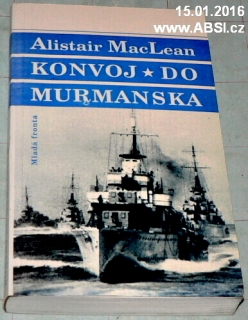 15.01.2016
www.ABSI.cz
Alistair MacLean
KONVOJ ★ DO
MURMANSKA
Mladá fronta